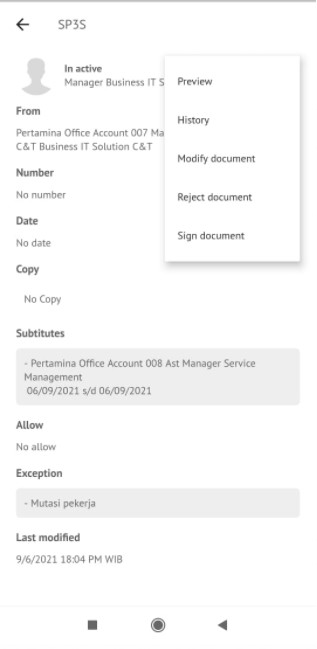 SP3S
In active
Manager Business IT S
Preview
History
Modify document
Reject document
Sign document
From
Pertamina Office Account 007 Ma
C&T Business IT Solution C&T
Number
No number
Date
No date
Copy
No Copy
Subtitutes
- Pertamina Office Account 008 Ast Manager Service
Management
06/09/2021 s/d 06/09/2021
Allow
No allow
Exception
- Mutasi pekerja
Last modified
9/6/2021 18:04 PM WIB